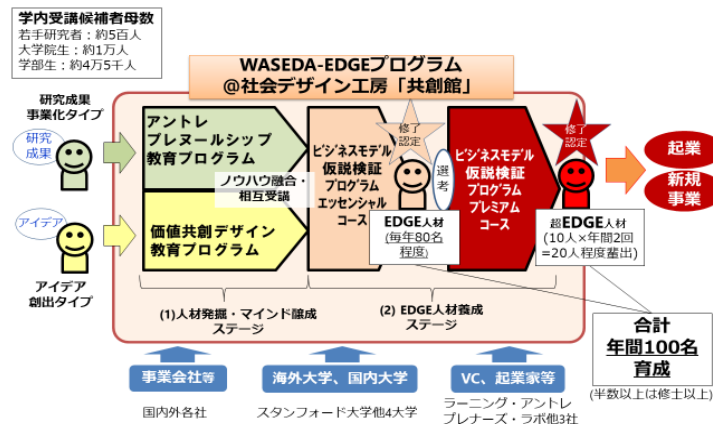 学内受講候補者母数
若手研究者：約5百人
大学院生：約1万人
学部生：約4万5千人
WASEDA-EDGEプログラム
@社会デザイン工房「共創館」
研究成果
事業化タイプ
研究
成果
アイデア
アイデア
創出タイプ
アントレ
プレヌールシップ
教育プログラム
ノウハウ融合・
相互受講
価値共創デザイン
教育プログラム
ビジネスモデル
仮説検証
プログラム
エッセンシャル
コース
修了
認定
選考
EDGE人材
(毎年80名
程度)
ビジネスモデル
仮説検証
プログラム
プレミアム
コース
修了
認定
超EDGE人材
(10人×年間2回
=20人程度輩出)
起業
新規
事業
(1)人材発掘・マインド醸成
ステージ
(2) EDGE人材養成
ステージ
合計
年間100名
育成
(半数以上は修士以上)
事業会社等
国内外各社
海外大学、国内大学
スタンフォード大学他4大学
VC、起業家等
ラーニング・アントレ
プレナーズ・ラボ他3社